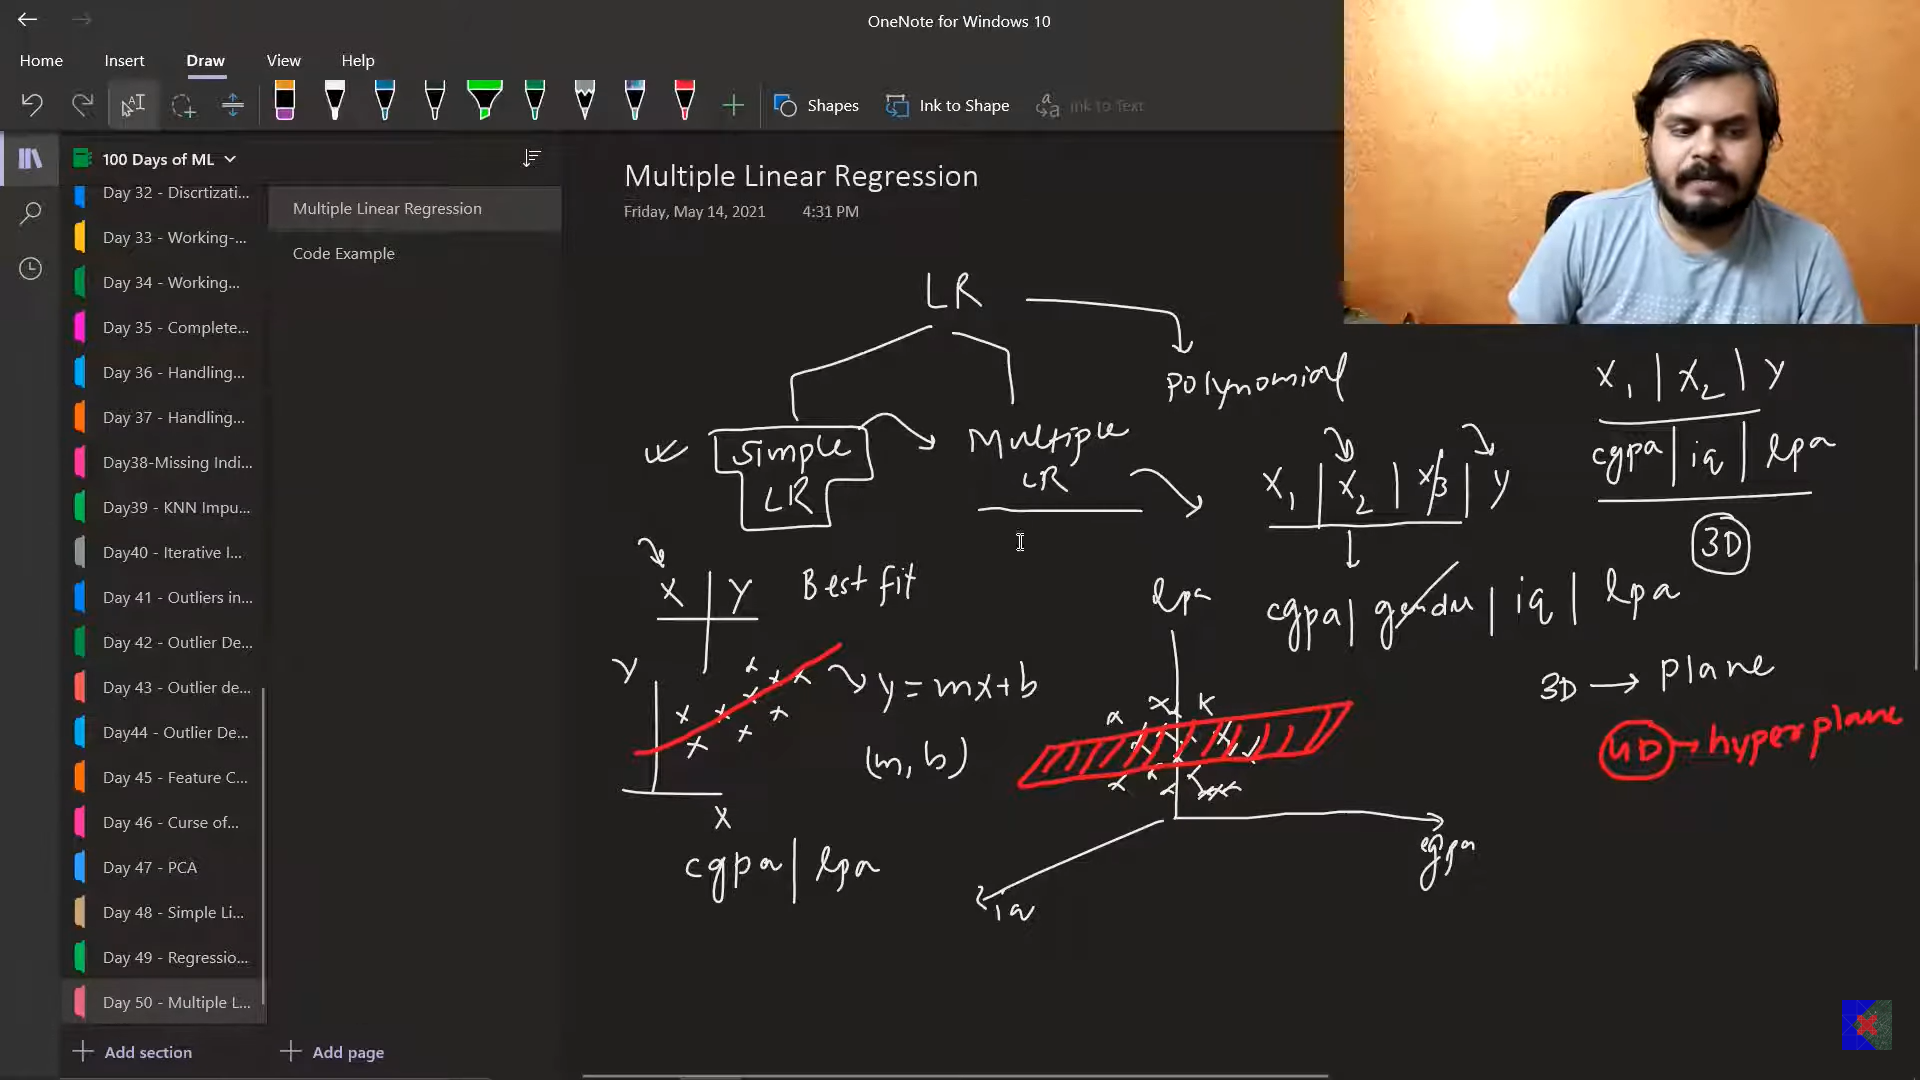 OneNote for Windows 10
Home Insert Draw View Help
Shapes Ink to Shape Ink to Text
100 Days of ML
Day 32 - Discrtizati...
Day 33 - Working-...
Day 34 - Working...
Day 35 - Complete...
Day 36 - Handling...
Day 37 - Handling...
Day38-Missing Indi...
Day39 - KNN Impu...
Day40 - Iterative I...
Day 41 - Outliers in...
Day 42 - Outlier De...
Day 43 - Outlier de...
Day44 - Outlier De...
Day 45 - Feature C...
Day 46 - Curse of...
Day 47 - PCA
Day 48 - Simple Li...
Day 49 - Regressio...
Day 50 - Multiple L...
Add section
Multiple Linear Regression
Code Example
Add page
Multiple Linear Regression
Friday, May 14, 2021 4:31 PM
LR
Polynomial
Simple
LR
Multiple
LR
X1 | X2 | X3 | Y
X1 | X2 | Y
cgpa | iq | lpa
3D
X | Y
Best fit
lpa
cgpa | gender | iq | lpa
Y
y = mx+b
3D → Plane
4D → hyperplane
(m, b)
X
cgpa
cgpa | lpa
iq